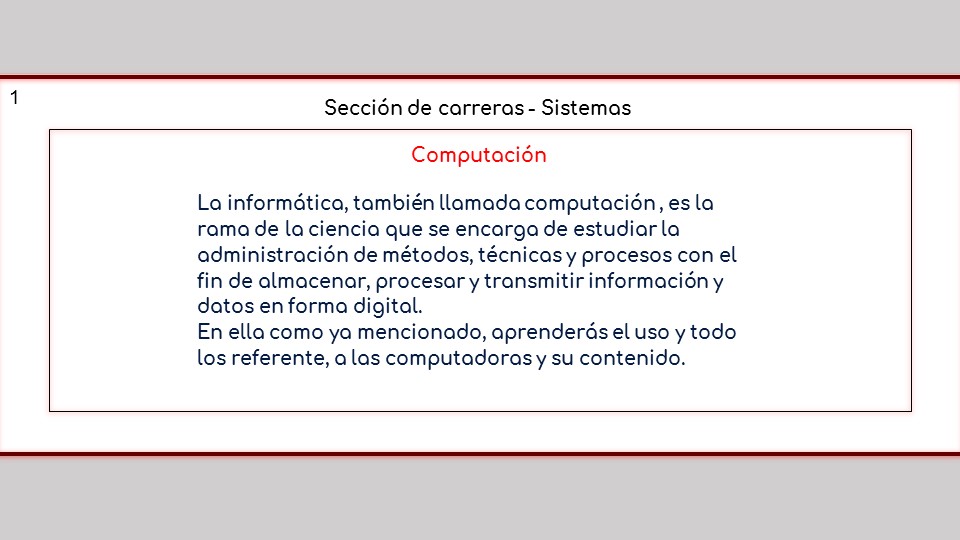 1
Sección de carreras - Sistemas
Computación
La informática, también llamada computación , es la
rama de la ciencia que se encarga de estudiar la
administración de métodos, técnicas y procesos con el
fin de almacenar, procesar y transmitir información y
datos en forma digital.
En ella como ya mencionado, aprenderás el uso y todo
los referente, a las computadoras y su contenido.